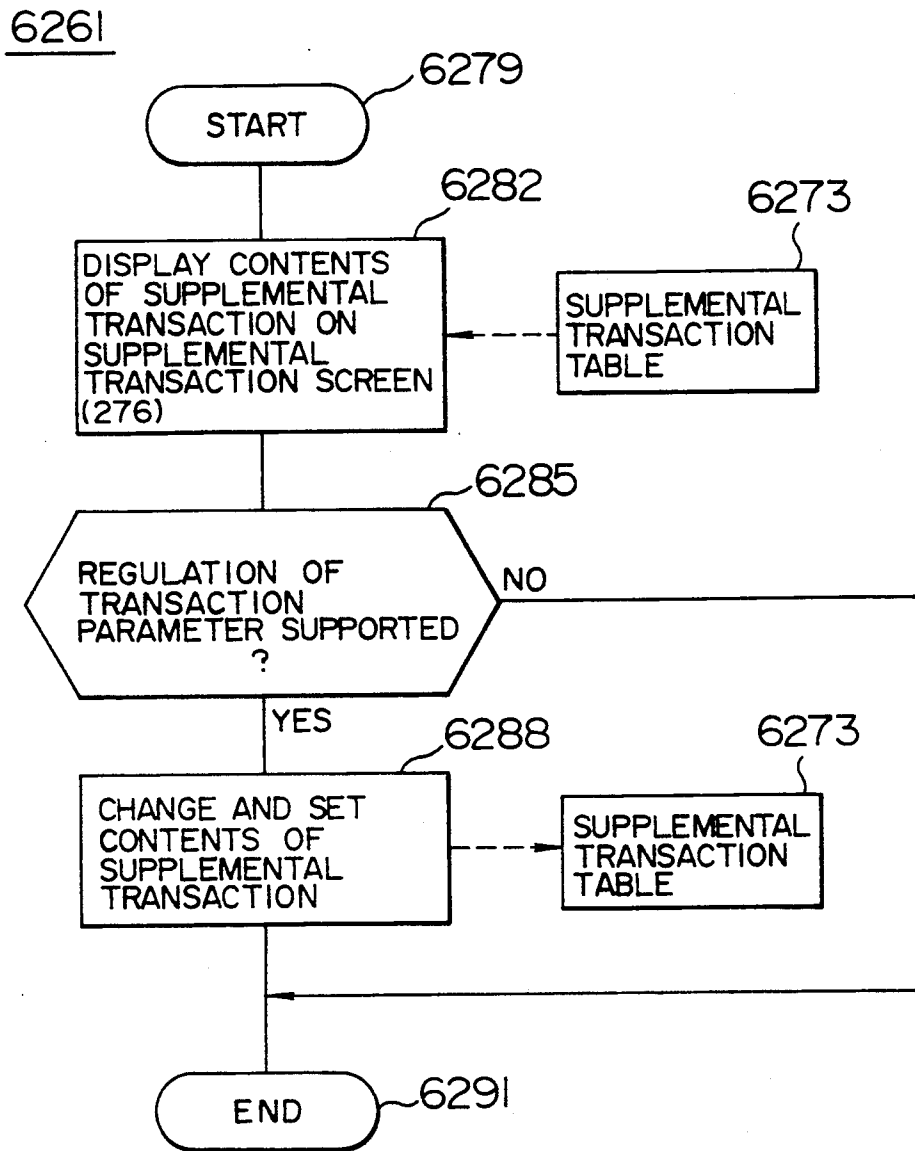 6261
6279
START
6282
DISPLAY CONTENTS
OF SUPPLEMENTAL
TRANSACTION ON
SUPPLEMENTAL
TRANSACTION SCREEN
(276)
6273
SUPPLEMENTAL
TRANSACTION
TABLE
6285
REGULATION OF
TRANSACTION
PARAMETER SUPPORTED
?
NO
YES
6288
CHANGE AND SET
CONTENTS OF
SUPPLEMENTAL
TRANSACTION
6273
SUPPLEMENTAL
TRANSACTION
TABLE
END
6291